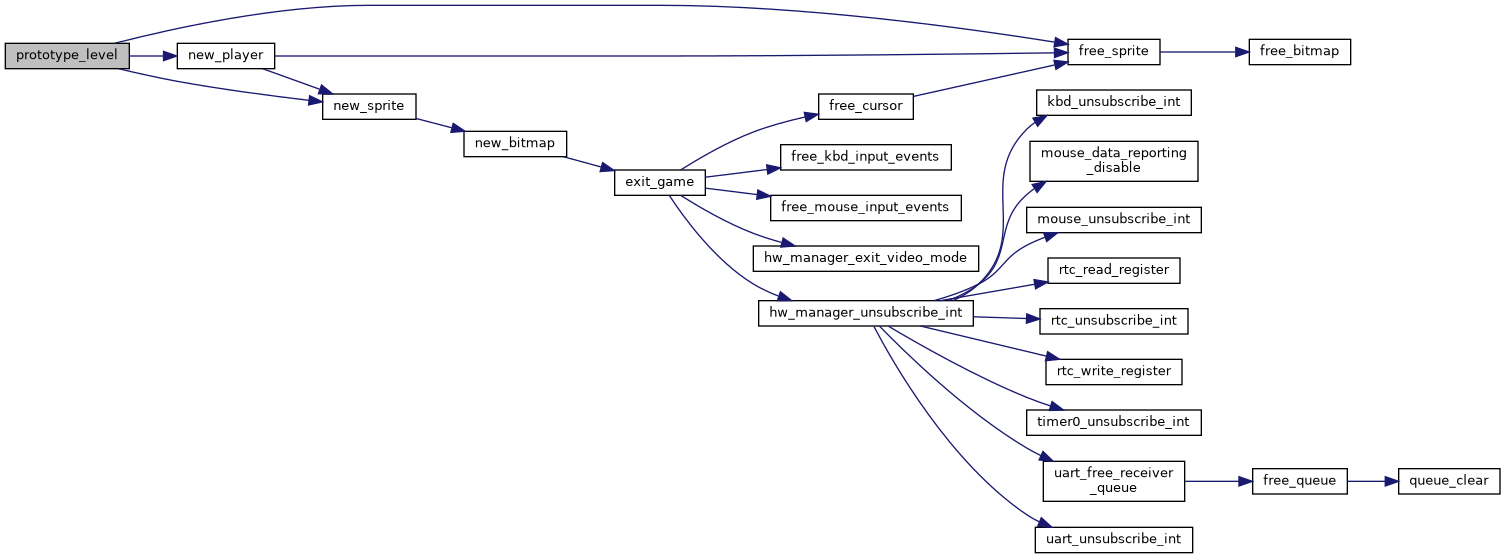 prototype_level
new_player
new_sprite
new_bitmap
exit_game
free_cursor
free_kbd_input_events
free_mouse_input_events
hw_manager_exit_video_mode
hw_manager_unsubscribe_int
free_sprite
free_bitmap
kbd_unsubscribe_int
mouse_data_reporting
_disable
mouse_unsubscribe_int
rtc_read_register
rtc_unsubscribe_int
rtc_write_register
timer0_unsubscribe_int
uart_free_receiver
_queue
free_queue
queue_clear
uart_unsubscribe_int